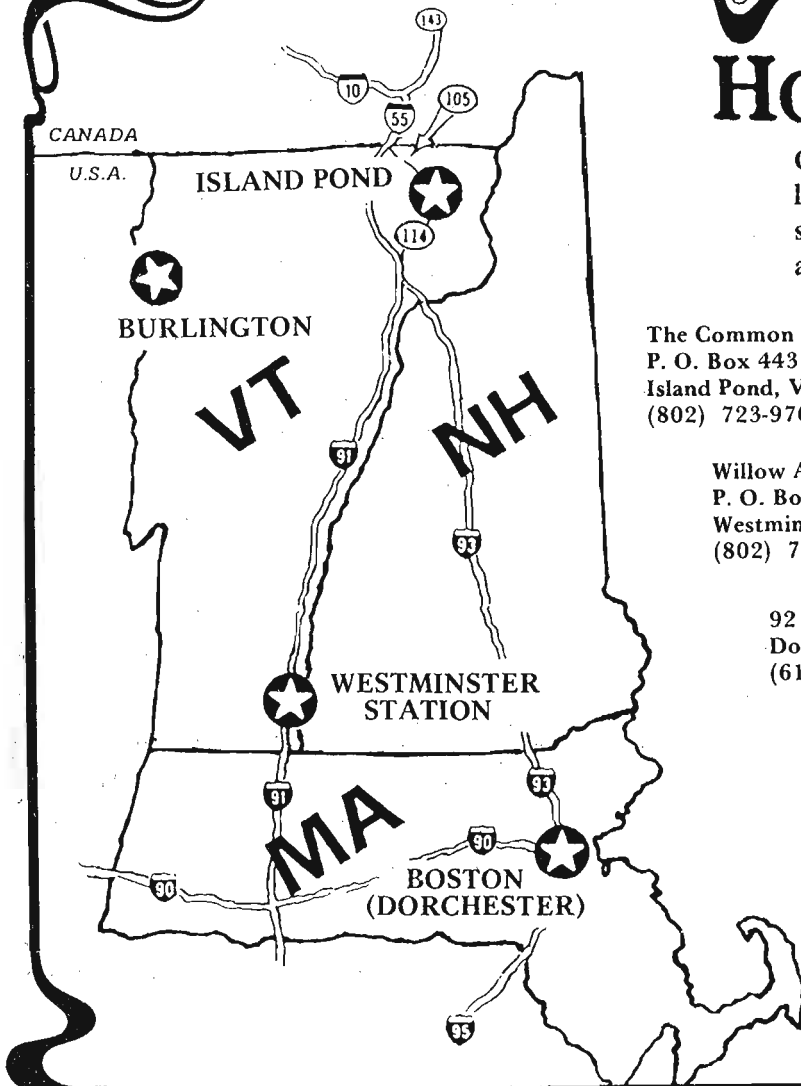 143
10
55
105
CANADA
U.S.A.
ISLAND POND
114
BURLINGTON
VT
NH
91
93
WESTMINSTER
STATION
91
93
MA
90
90
BOSTON
(DORCHESTER)
95
Ho
The Common
P. O. Box 443
Island Pond, V
(802) 723-970
Willow A
P. O. Bo
Westmin
(802) 7
92
Do
(61